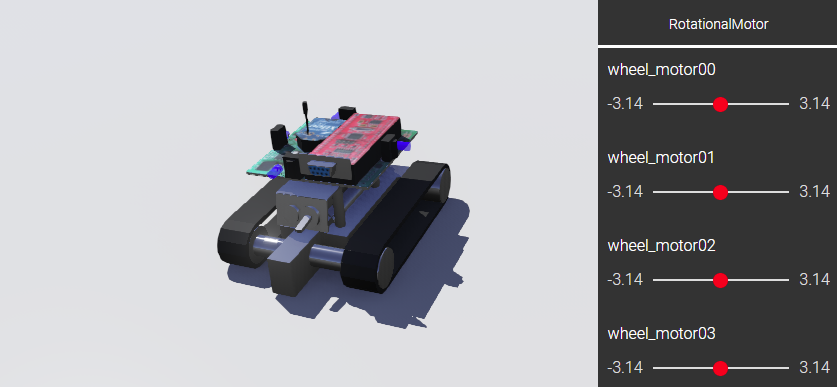 RotationalMotor
wheel_motor00
-3.14 3.14
wheel_motor01
-3.14 3.14
wheel_motor02
-3.14 3.14
wheel_motor03
-3.14 3.14